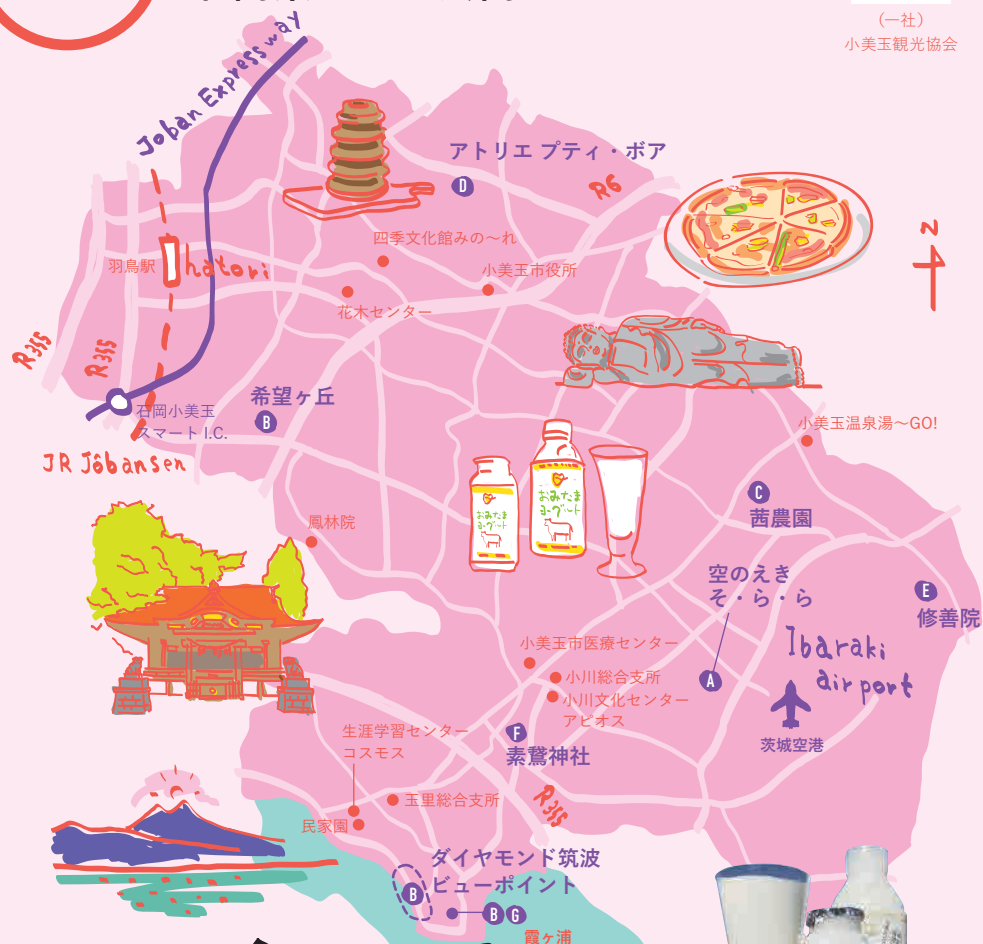 (一社)
小美玉観光協会
Joban Expressway
アトリエ プティ・ボア
D
R6
N
四季文化館みの〜れ
羽鳥駅
hatori
小美玉市役所
花木センター
R355
R355
希望ヶ丘
B
石岡小美玉
スマート I.C.
JR Jôbansen
小美玉温泉湯〜GO!
おみたま
ヨーグルト
おみたま
ヨーグルト
C
茜農園
鳳林院
空のえき
そ・ら・ら
E
修善院
Ibaraki
airport
小美玉市医療センター
小川総合支所
A
小川文化センター
アピオス
生涯学習センター
コスモス
F
素鵞神社
茨城空港
玉里総合支所
R355
民家園
ダイヤモンド筑波
ビューポイント
B
B G
霞ヶ浦